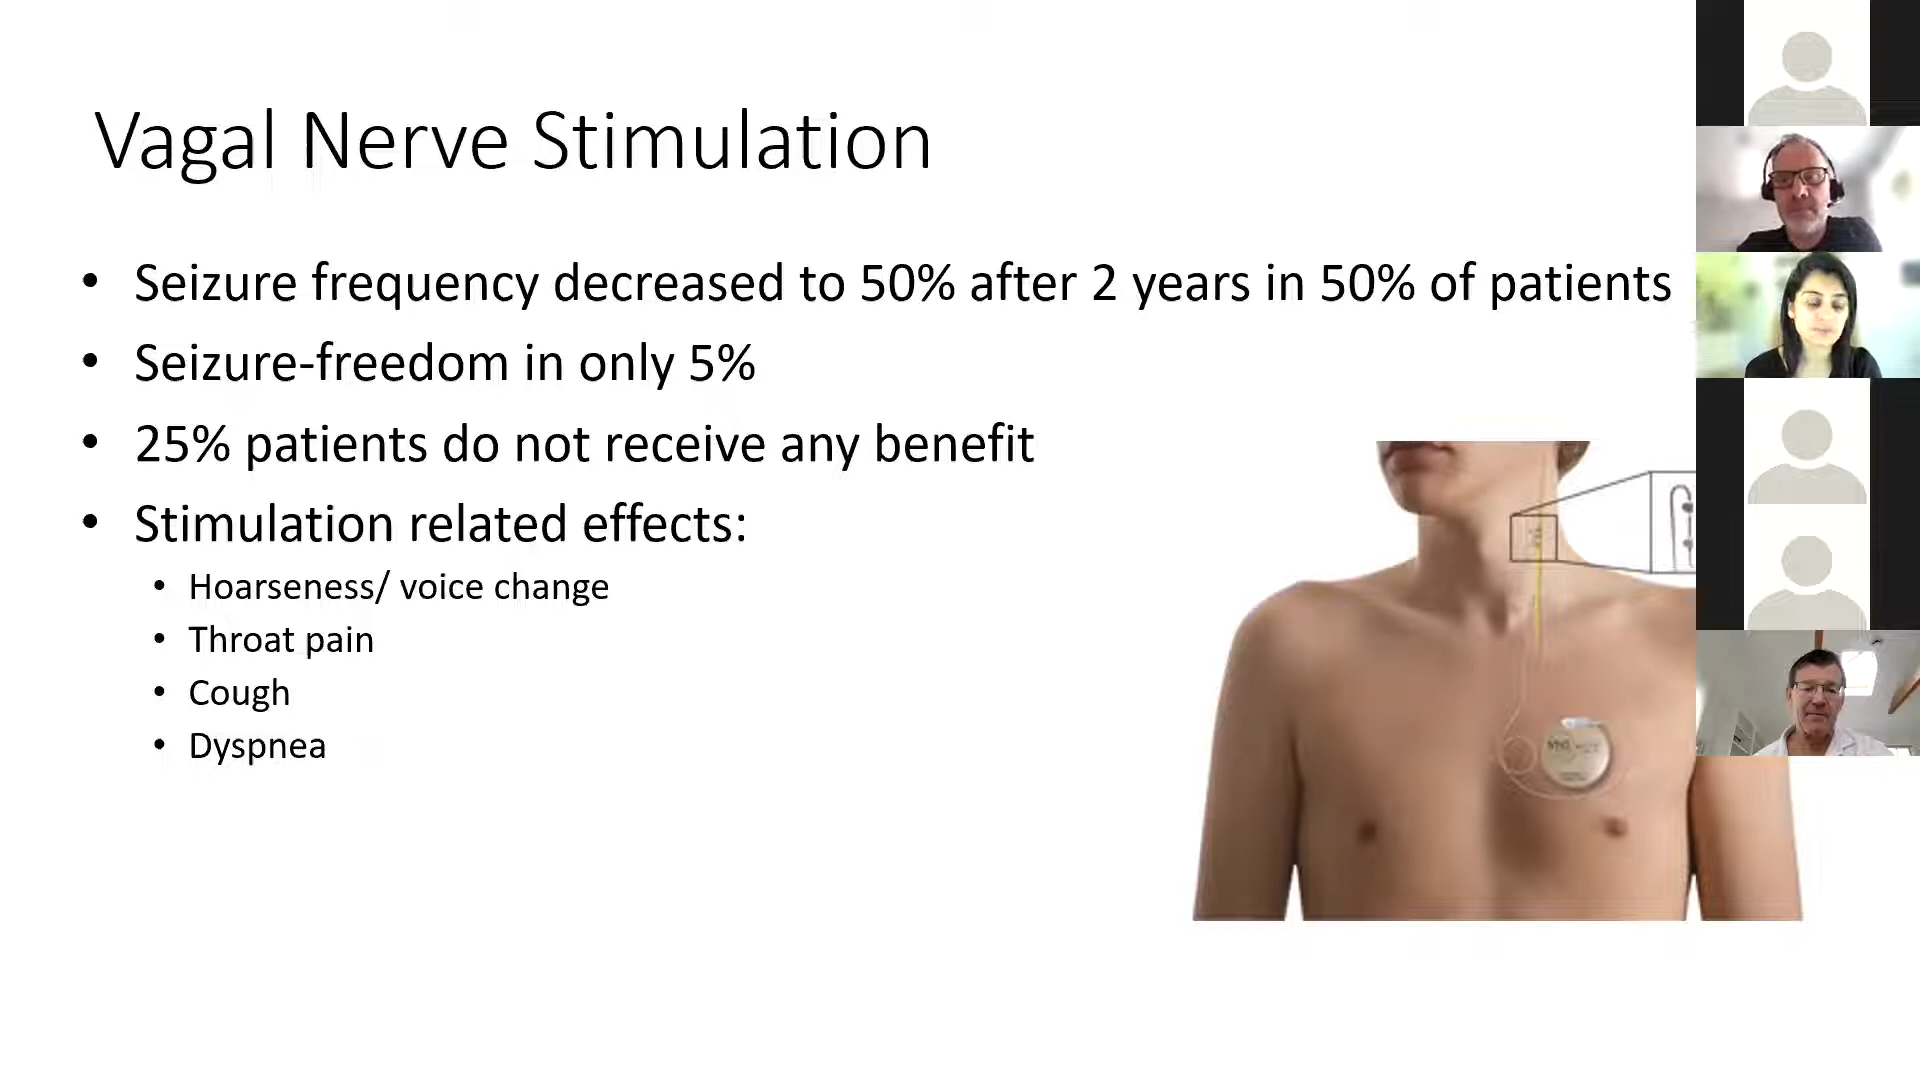 Vagal Nerve Stimulation
• Seizure frequency decreased to 50% after 2 years in 50% of patients
• Seizure-freedom in only 5%
• 25% patients do not receive any benefit
• Stimulation related effects:
• Hoarseness/ voice change
• Throat pain
• Cough
• Dyspnea